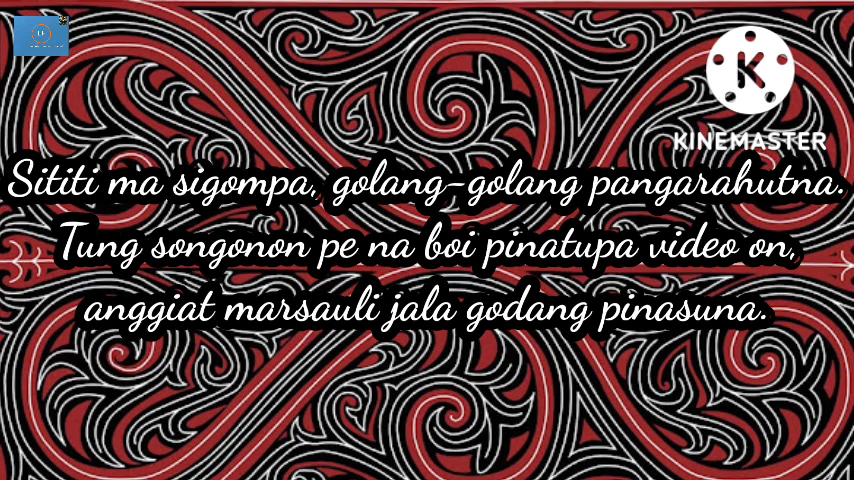 KINEMASTER
Sititi ma sigompa, golang-golang pangarahutna.
Tung songonon pe na boi pinatupa video on,
anggiat marsauli jala godang pinasuna.